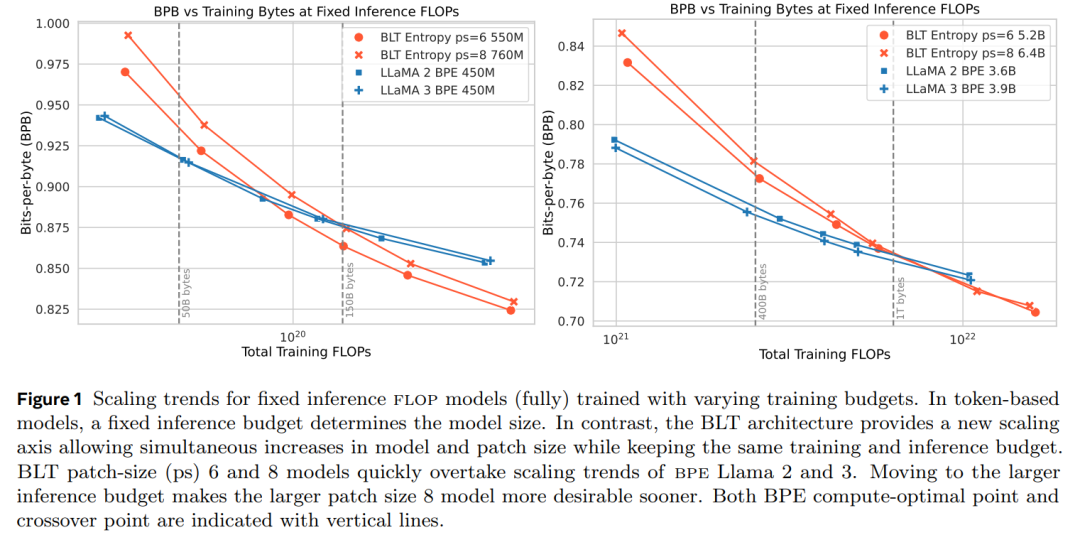 BPB vs Training Bytes at Fixed Inference FLOPs
1.000
0.975
0.950
0.925
0.900
0.875
0.850
0.825
Bits-per-byte (BPB)
BLT Entropy ps=6 550M
BLT Entropy ps=8 760M
LLaMA 2 BPE 450M
LLaMA 3 BPE 450M
50B bytes
150B bytes
10^20
Total Training FLOPs
BPB vs Training Bytes at Fixed Inference FLOPs
0.84
0.82
0.80
0.78
0.76
0.74
0.72
0.70
Bits-per-byte (BPB)
BLT Entropy ps=6 5.2B
BLT Entropy ps=8 6.4B
LLaMA 2 BPE 3.6B
LLaMA 3 BPE 3.9B
400B bytes
1T bytes
10^21
10^22
Total Training FLOPs
Figure 1 Scaling trends for fixed inference FLOP models (fully) trained with varying training budgets. In token-based
models, a fixed inference budget determines the model size. In contrast, the BLT architecture provides a new scaling
axis allowing simultaneous increases in model and patch size while keeping the same training and inference budget.
BLT patch-size (ps) 6 and 8 models quickly overtake scaling trends of BPE Llama 2 and 3. Moving to the larger
inference budget makes the larger patch size 8 model more desirable sooner. Both BPE compute-optimal point and
crossover point are indicated with vertical lines.